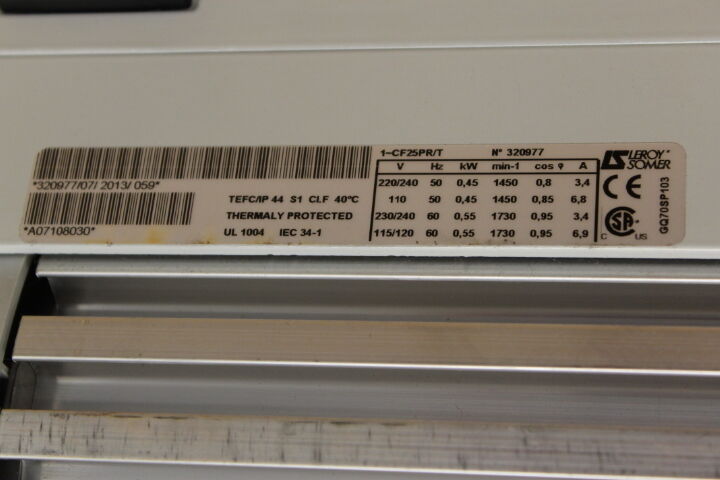 *320977/07/ 2013/ 059*
*A07108030*
TEFC/IP 44 S1 CI.F 40°C
THERMALY PROTECTED
UL 1004 IEC 34-1
1~CF25PR/T N° 320977
V Hz kW min-1 cos φ A
220/240 50 0,45 1450 0,8 3,4
110 50 0,45 1450 0,85 6,8
230/240 60 0,55 1730 0,95 3,4
115/120 60 0,55 1730 0,95 6,9
LS LEROY
SOMER
CE
C SA US
GQ70SP103